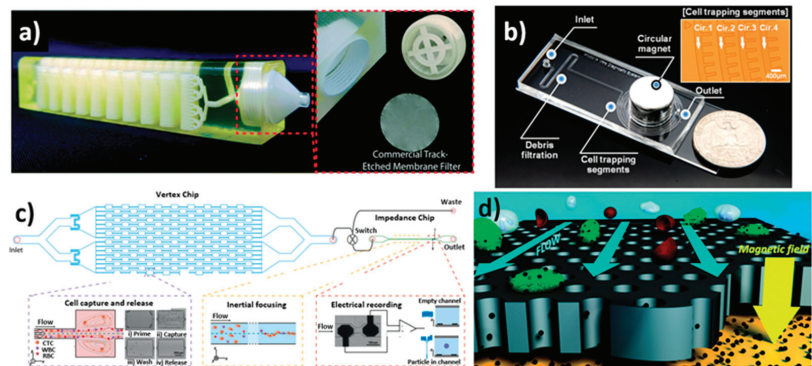 a)
Commercial Track-
Etched Membrane Filter
b)
Inlet
Circular
magnet
[Cell trapping segments]
Cir.1 Cir.2 Cir.3 Cir.4
400μm
Outlet
Debris
filtration
Cell trapping
segments
c)
Vertex Chip
Waste
Impedance Chip
Switch
Inlet
Outlet
Cell capture and release
Flow
CTC
WBC
RBC
i) Prime
ii) Capture
iii) Wash
iv) Release
Inertial focusing
Flow
Electrical recording
Flow
Empty channel
Particle in channel
d)
FLOW
Magnetic field